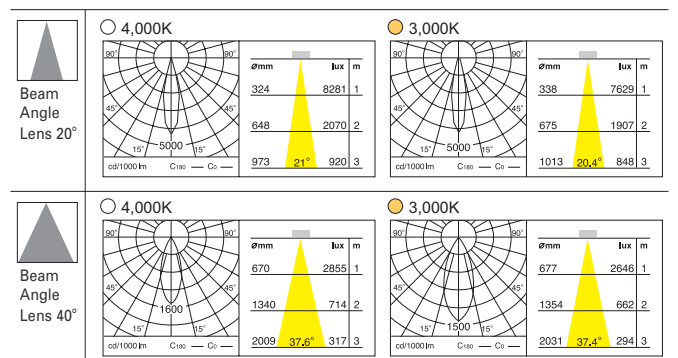 4,000K
3,000K
Beam
Angle
Lens 20°
90° 90°
45° 45°
15° 15°
5000
cd/1000 lm C180 — C0 —
ømm lux m
324 8281 1
648 2070 2
973 21° 920 3
90° 90°
45° 45°
15° 15°
5000
cd/1000 lm C180 — C0 —
ømm lux m
338 7629 1
675 1907 2
1013 20.4° 848 3
4,000K
3,000K
Beam
Angle
Lens 40°
90° 90°
45° 45°
1600
15° 15°
cd/1000 lm C180 — C0 —
ømm lux m
670 2855 1
1340 714 2
2009 37.6° 317 3
90° 90°
45° 45°
15° 15°
1500
cd/1000 lm C180 — C0 —
ømm lux m
677 2646 1
1354 662 2
2031 37.4° 294 3